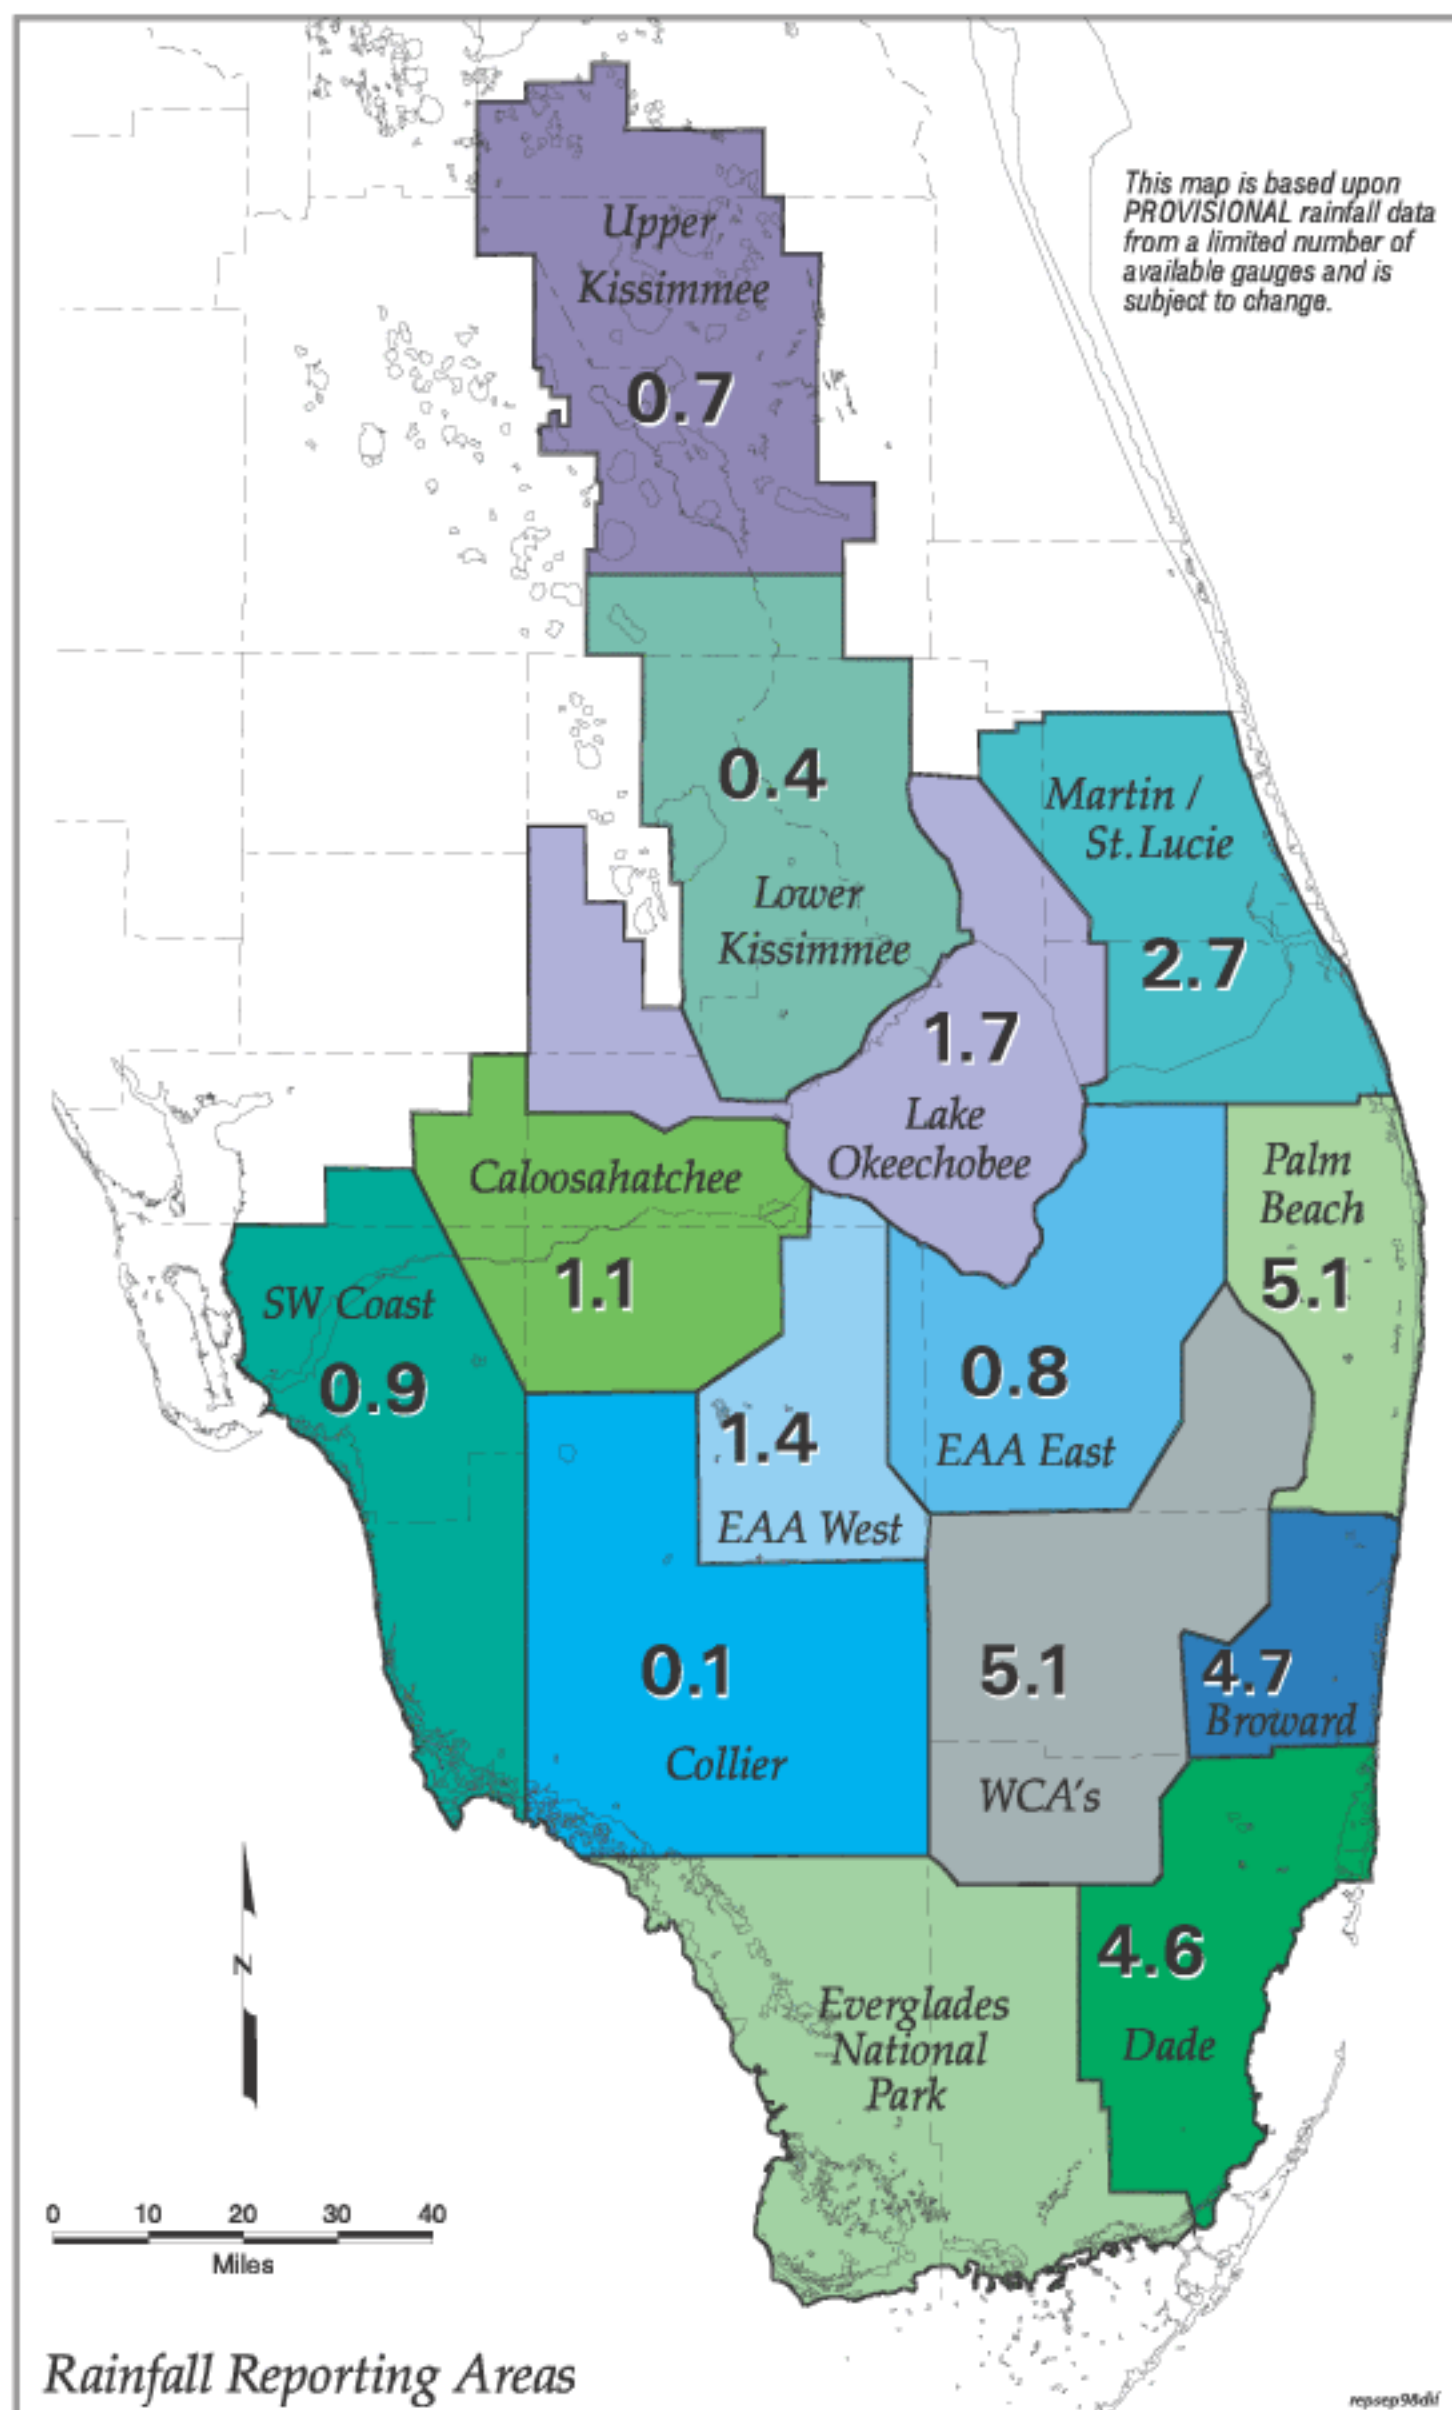 This map is based upon
PROVISIONAL rainfall data
from a limited number of
available gauges and is
subject to change.
Upper
Kissimmee
0.7
0.4
Lower
Kissimmee
Martin /
St. Lucie
2.7
1.7
Lake
Okeechobee
Caloosahatchee
1.1
Palm
Beach
5.1
SW Coast
0.9
0.8
EAA East
1.4
EAA West
0.1
Collier
5.1
WCA's
4.7
Broward
4.6
Dade
Everglades
National
Park
N
0 10 20 30 40
Miles
Rainfall Reporting Areas
repsep98dif